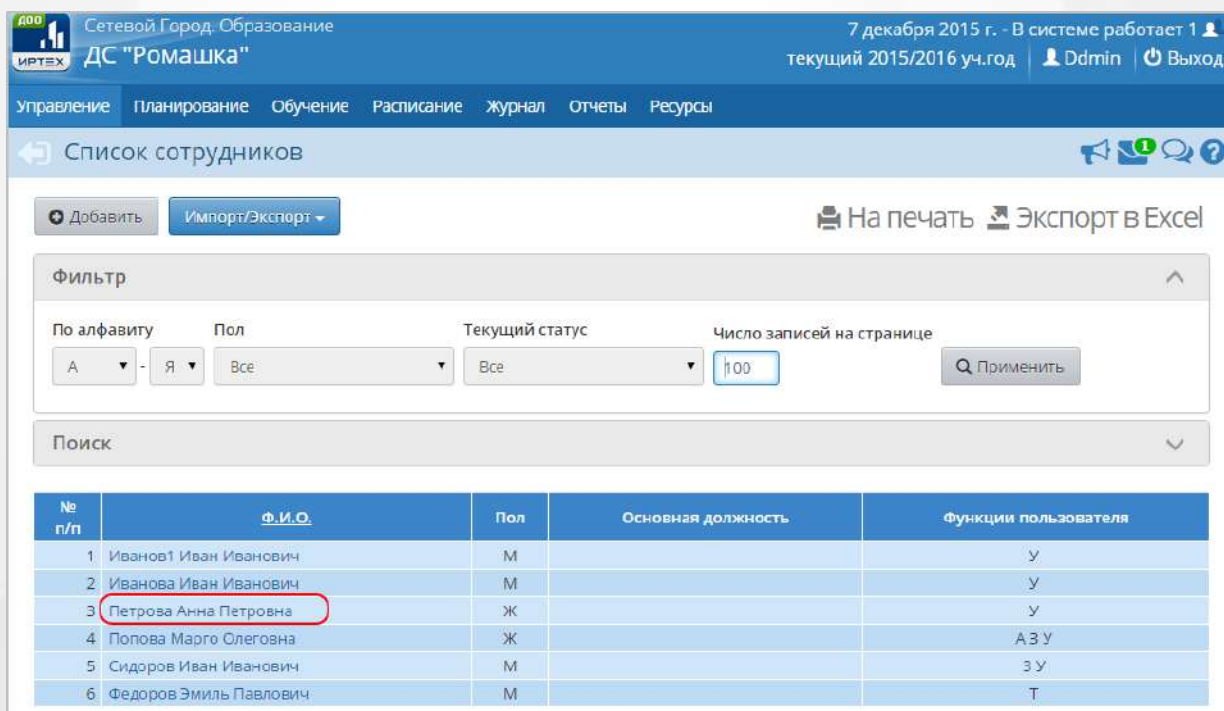 ДОО
ИРТЕХ
Сетевой Город. Образование
ДС "Ромашка"
7 декабря 2015 г. - В системе работает 1
текущий 2015/2016 уч.год Ddmin Выход
Управление Планирование Обучение Расписание Журнал Отчеты Ресурсы
Список сотрудников
1 ?
Добавить Импорт/Экспорт На печать Экспорт в Excel
Фильтр
По алфавиту Пол Текущий статус Число записей на странице
А - Я Все Все 100 Применить
Поиск
№ п/п Ф.И.О. Пол Основная должность Функции пользователя
1 Иванов1 Иван Иванович М У
2 Иванова Иван Иванович М У
3 Петрова Анна Петровна Ж У
4 Попова Марго Олеговна Ж А З У
5 Сидоров Иван Иванович М З У
6 Федоров Эмиль Павлович М Т